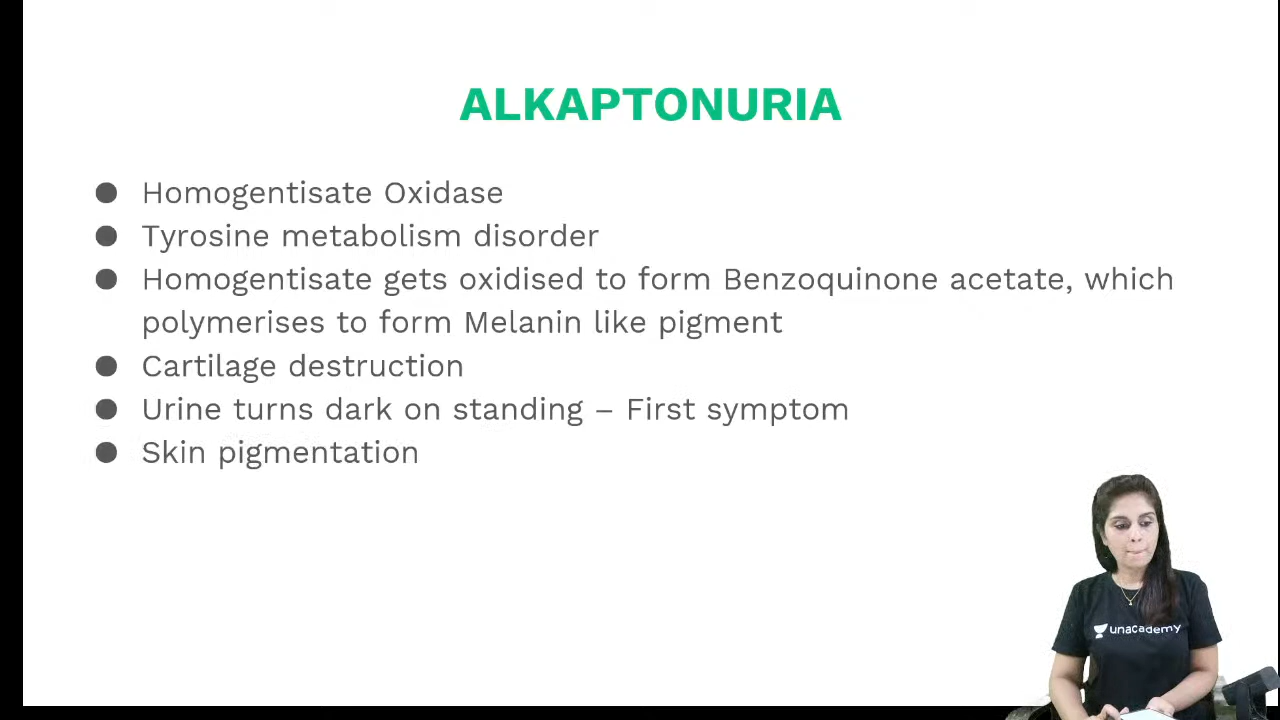 ALKAPTONURIA
● Homogentisate Oxidase
● Tyrosine metabolism disorder
● Homogentisate gets oxidised to form Benzoquinone acetate, which
polymerises to form Melanin like pigment
● Cartilage destruction
● Urine turns dark on standing – First symptom
● Skin pigmentation
unacademy